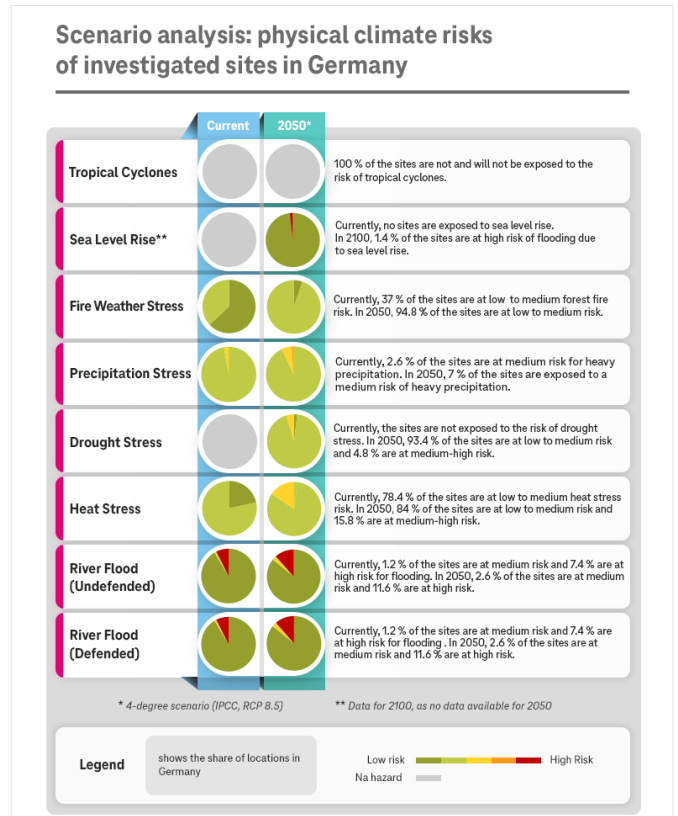 Scenario analysis: physical climate risks
of investigated sites in Germany
Current
2050*
Tropical Cyclones
100 % of the sites are not and will not be exposed to the
risk of tropical cyclones.
Sea Level Rise**
Currently, no sites are exposed to sea level rise.
In 2100, 1.4 % of the sites are at high risk of flooding due
to sea level rise.
Fire Weather Stress
Currently, 37 % of the sites are at low to medium forest fire
risk. In 2050, 94.8 % of the sites are at low to medium risk.
Precipitation Stress
Currently, 2.6 % of the sites are at medium risk for heavy
precipitation. In 2050, 7 % of the sites are exposed to a
medium risk of heavy precipitation.
Drought Stress
Currently, the sites are not exposed to the risk of drought
stress. In 2050, 93.4 % of the sites are at low to medium risk
and 4.8 % are at medium-high risk.
Heat Stress
Currently, 78.4 % of the sites are at low to medium heat stress
risk. In 2050, 84 % of the sites are at low to medium risk and
15.8 % are at medium-high risk.
River Flood
(Undefended)
Currently, 1.2 % of the sites are at medium risk and 7.4 % are at
high risk for flooding. In 2050, 2.6 % of the sites are at medium
risk and 11.6 % are at high risk.
River Flood
(Defended)
Currently, 1.2 % of the sites are at medium risk and 7.4 % are
at high risk for flooding . In 2050, 2.6 % of the sites are at
medium risk and 11.6 % are at high risk.
* 4-degree scenario (IPCC, RCP 8.5)
** Data for 2100, as no data available for 2050
Legend
shows the share of locations in
Germany
Low risk
High Risk
Na hazard